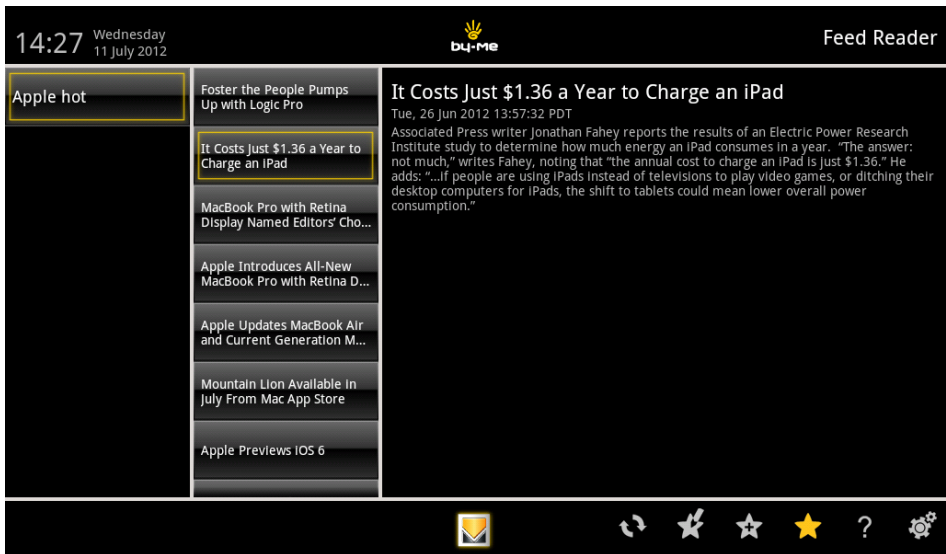 14:27
Wednesday
11 July 2012
by-me
Feed Reader
Apple hot
Foster the People Pumps
Up with Logic Pro
It Costs Just $1.36 a Year to
Charge an iPad
MacBook Pro with Retina
Display Named Editors' Cho...
Apple Introduces All-New
MacBook Pro with Retina D...
Apple Updates MacBook Air
and Current Generation M...
Mountain Lion Available in
July From Mac App Store
Apple Previews iOS 6
It Costs Just $1.36 a Year to Charge an iPad
Tue, 26 Jun 2012 13:57:32 PDT
Associated Press writer Jonathan Fahey reports the results of an Electric Power Research
Institute study to determine how much energy an iPad consumes in a year.  “The answer:
not much,” writes Fahey, noting that “the annual cost to charge an iPad is just $1.36.” He
adds: “...if people are using iPads instead of televisions to play video games, or ditching their
desktop computers for iPads, the shift to tablets could mean lower overall power
consumption.”
?